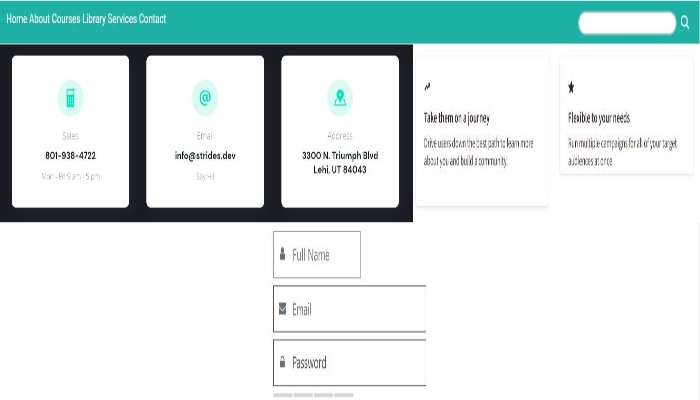 Home About Courses Library Services Contact
Sales
801-938-4722
Mon - Fri 9 am - 5 pm
@
Email
info@strides.dev
Say Hi!
Address
3300 N. Triumph Blvd
Lehi, UT 84043
Take them on a journey
Drive users down the best path to learn more
about you and build a community.
Flexible to your needs
Run multiple campaigns for all of your target
audiences at once
Full Name
Email
Password